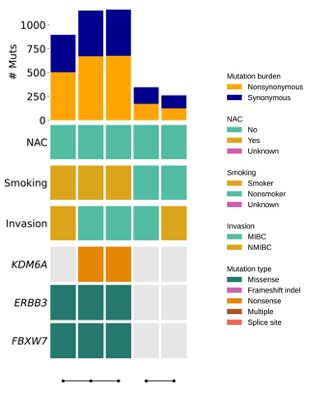 # Muts
1000
750
500
250
0
NAC
Smoking
Invasion
KDM6A
ERBB3
FBXW7
Mutation burden
Nonsynonymous
Synonymous
NAC
No
Yes
Unknown
Smoking
Smoker
Nonsmoker
Unknown
Invasion
MIBC
NMIBC
Mutation type
Missense
Frameshift indel
Nonsense
Multiple
Splice site